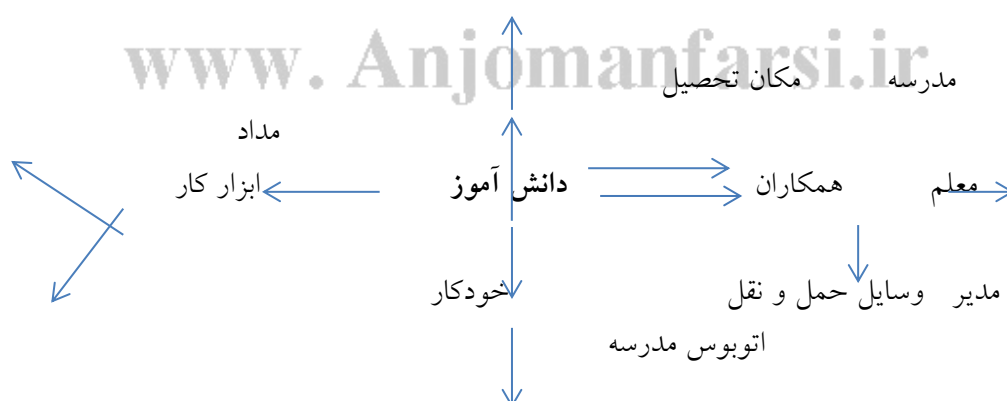 www. Anjomanfarsi.ir
مدرسه مکان تحصیل
مداد
معلم همکاران دانش آموز ابزار کار
مدیر وسایل حمل و نقل خودکار
اتوبوس مدرسه